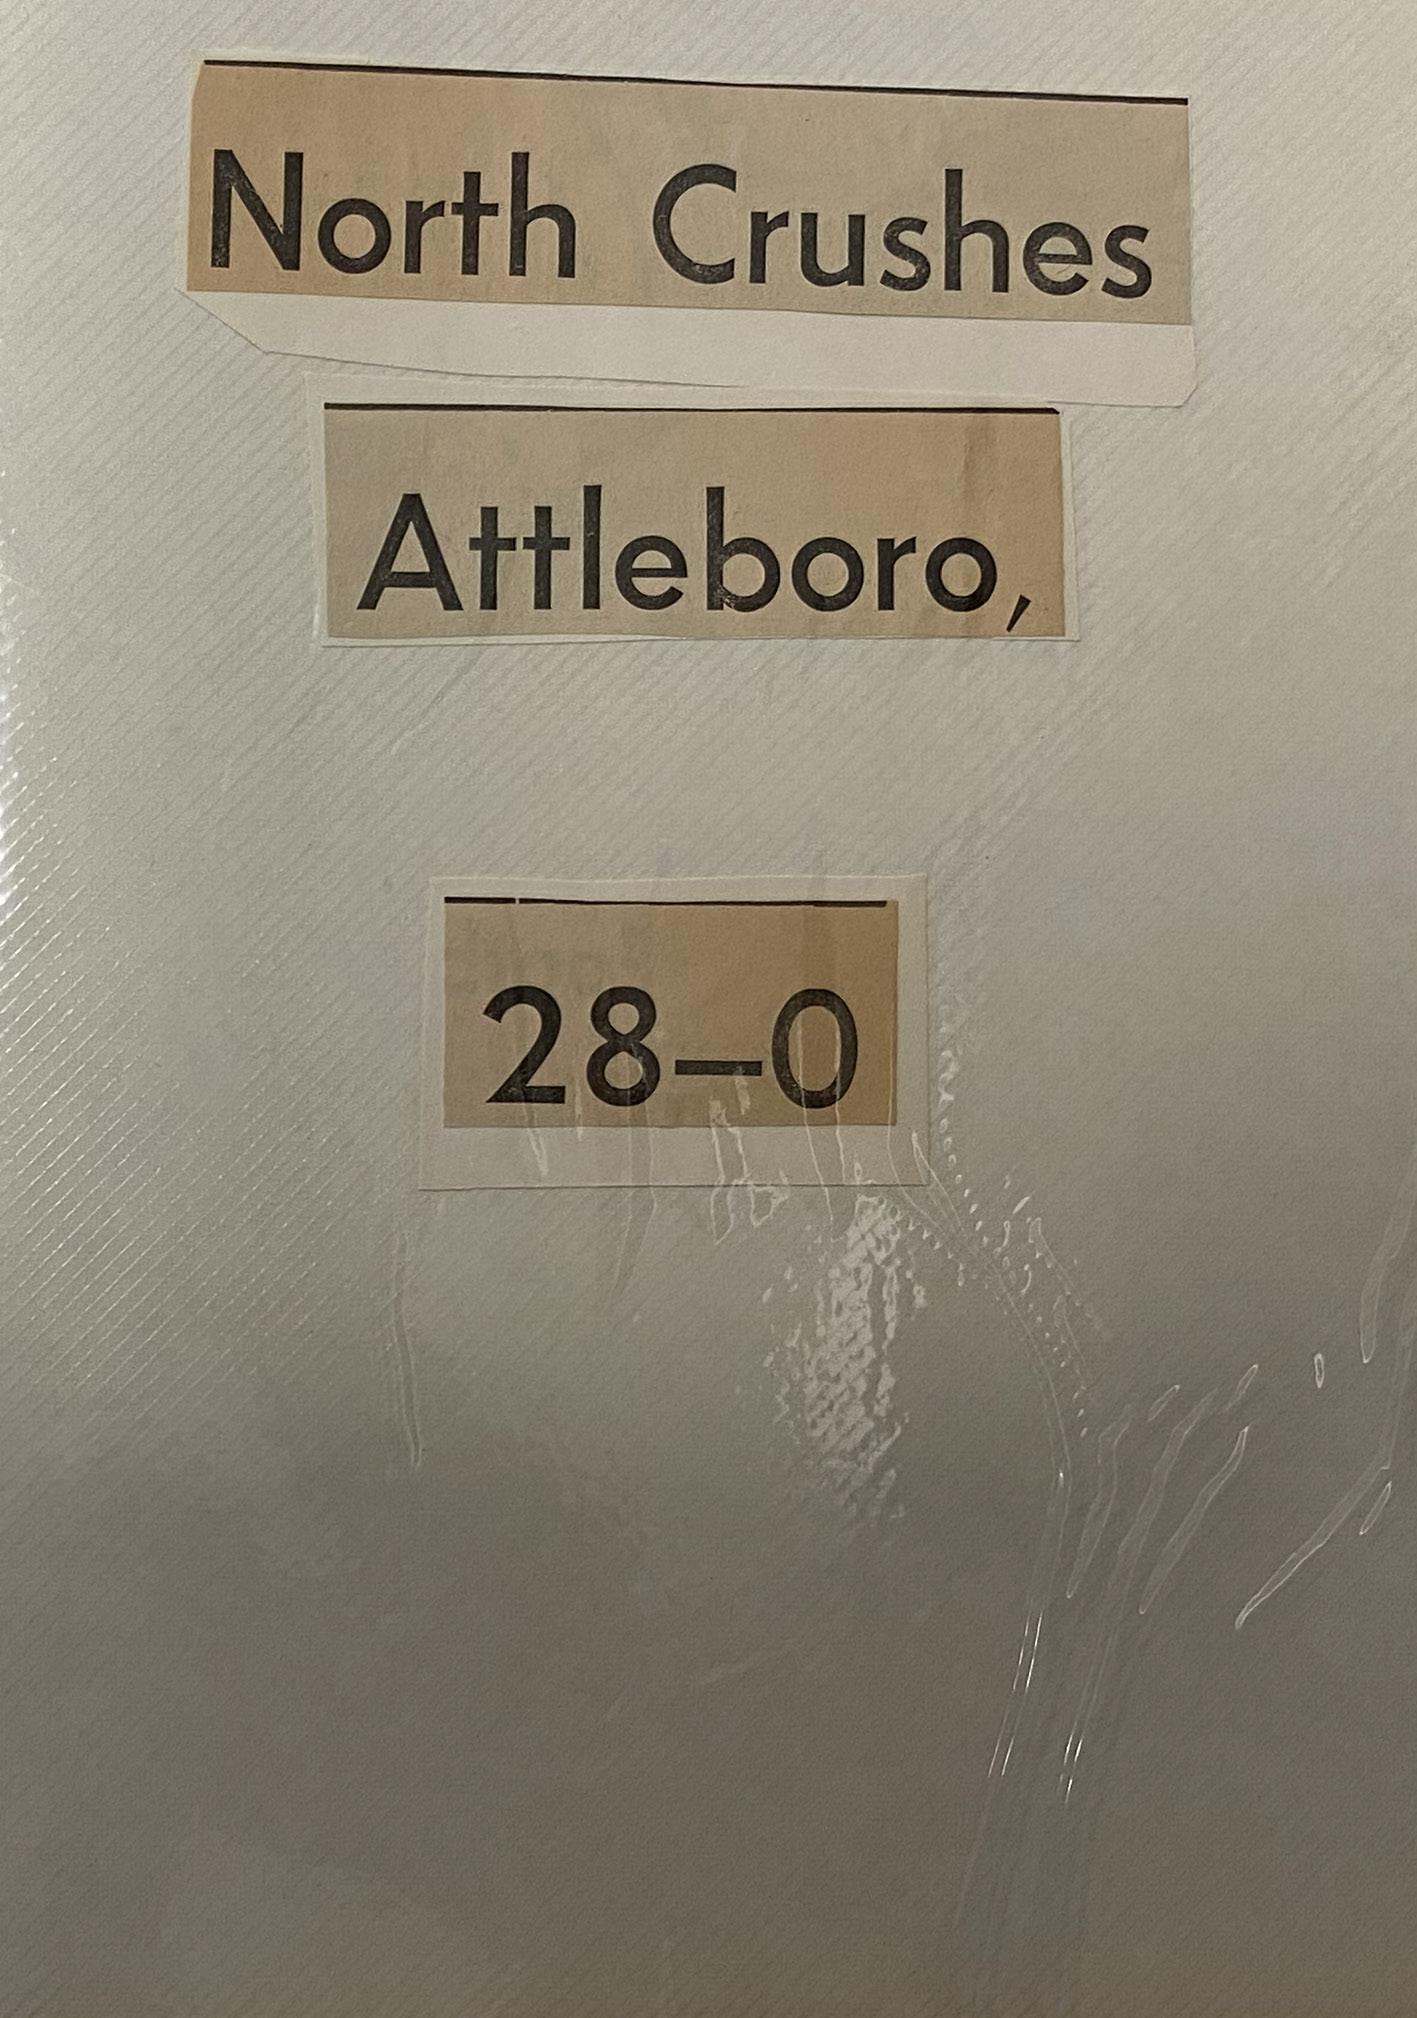 North Crushes
Attleboro,
28–0